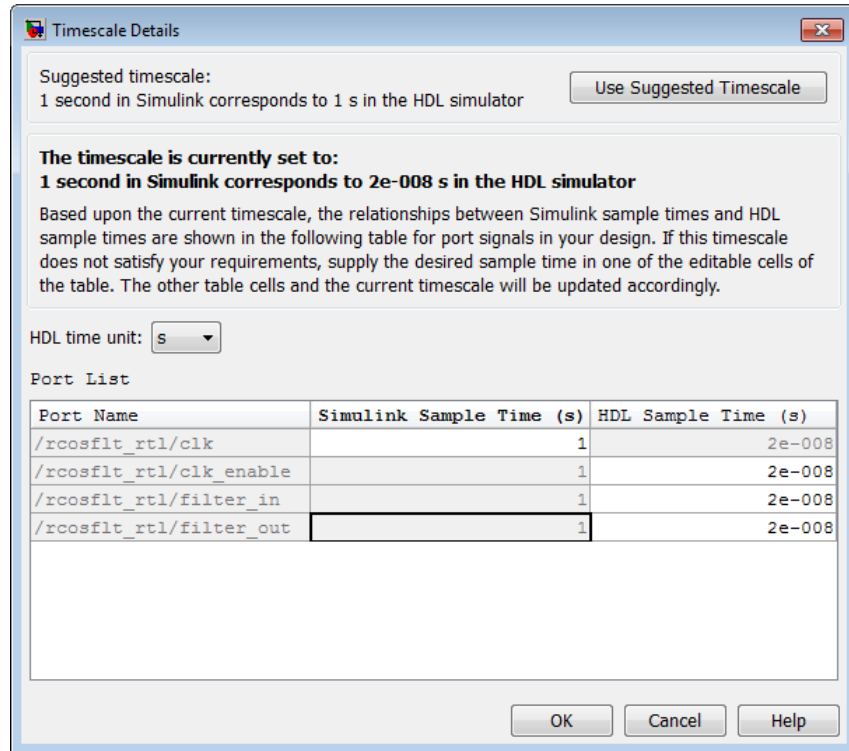 Timescale Details
Suggested timescale:
1 second in Simulink corresponds to 1 s in the HDL simulator
Use Suggested Timescale
The timescale is currently set to:
1 second in Simulink corresponds to 2e-008 s in the HDL simulator
Based upon the current timescale, the relationships between Simulink sample times and HDL
sample times are shown in the following table for port signals in your design. If this timescale
does not satisfy your requirements, supply the desired sample time in one of the editable cells of
the table. The other table cells and the current timescale will be updated accordingly.
HDL time unit: s
Port List
Port Name Simulink Sample Time (s) HDL Sample Time (s)
/rcosflt_rtl/clk 1 2e-008
/rcosflt_rtl/clk_enable 1 2e-008
/rcosflt_rtl/filter_in 1 2e-008
/rcosflt_rtl/filter_out 1 2e-008
OK Cancel Help